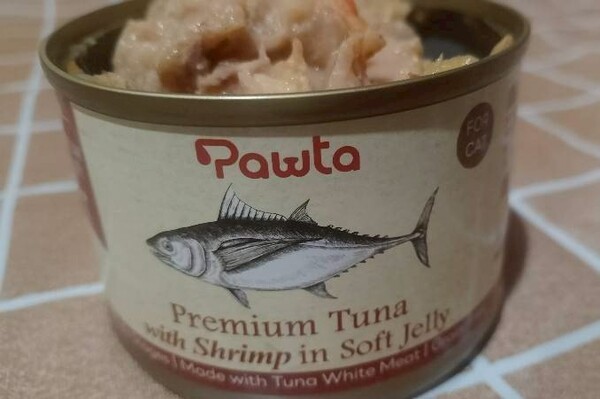 Pawta
FOR
CAT
Premium Tuna
with Shrimp in Soft Jelly
Made with Tuna White Meat |